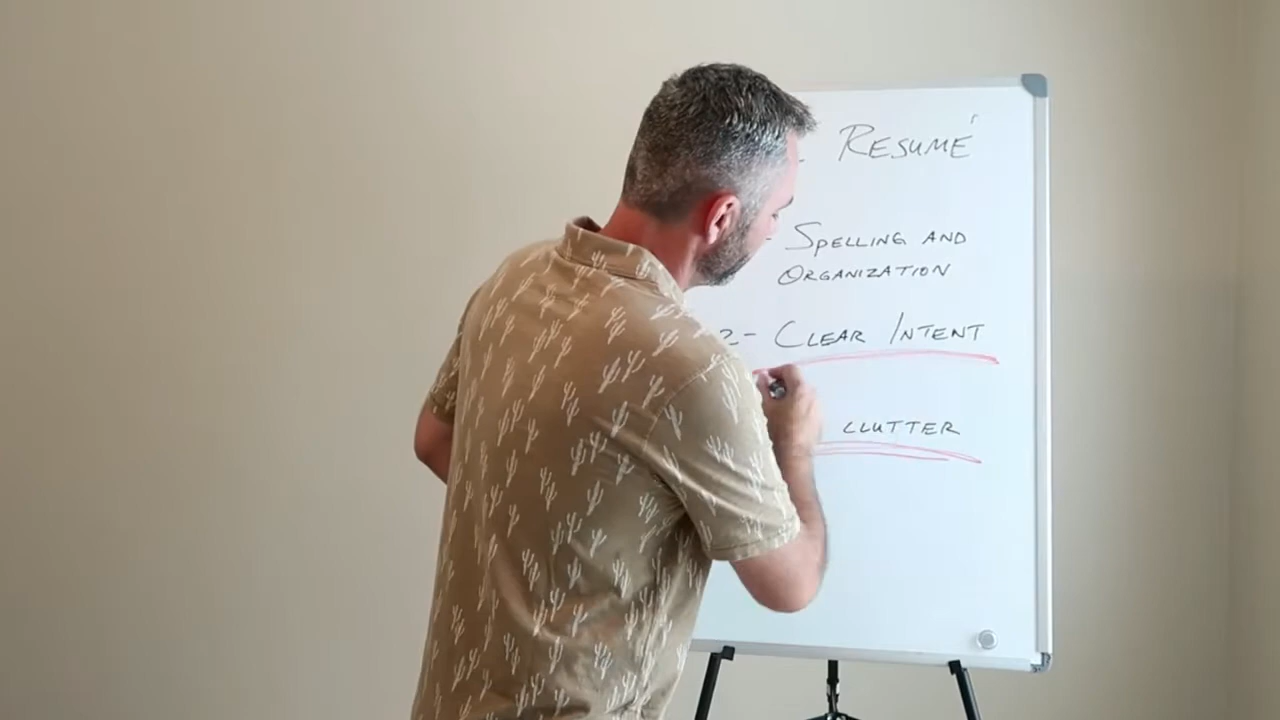 - RESUMÉ
- SPELLING AND
ORGANIZATION
2- CLEAR INTENT
CLUTTER